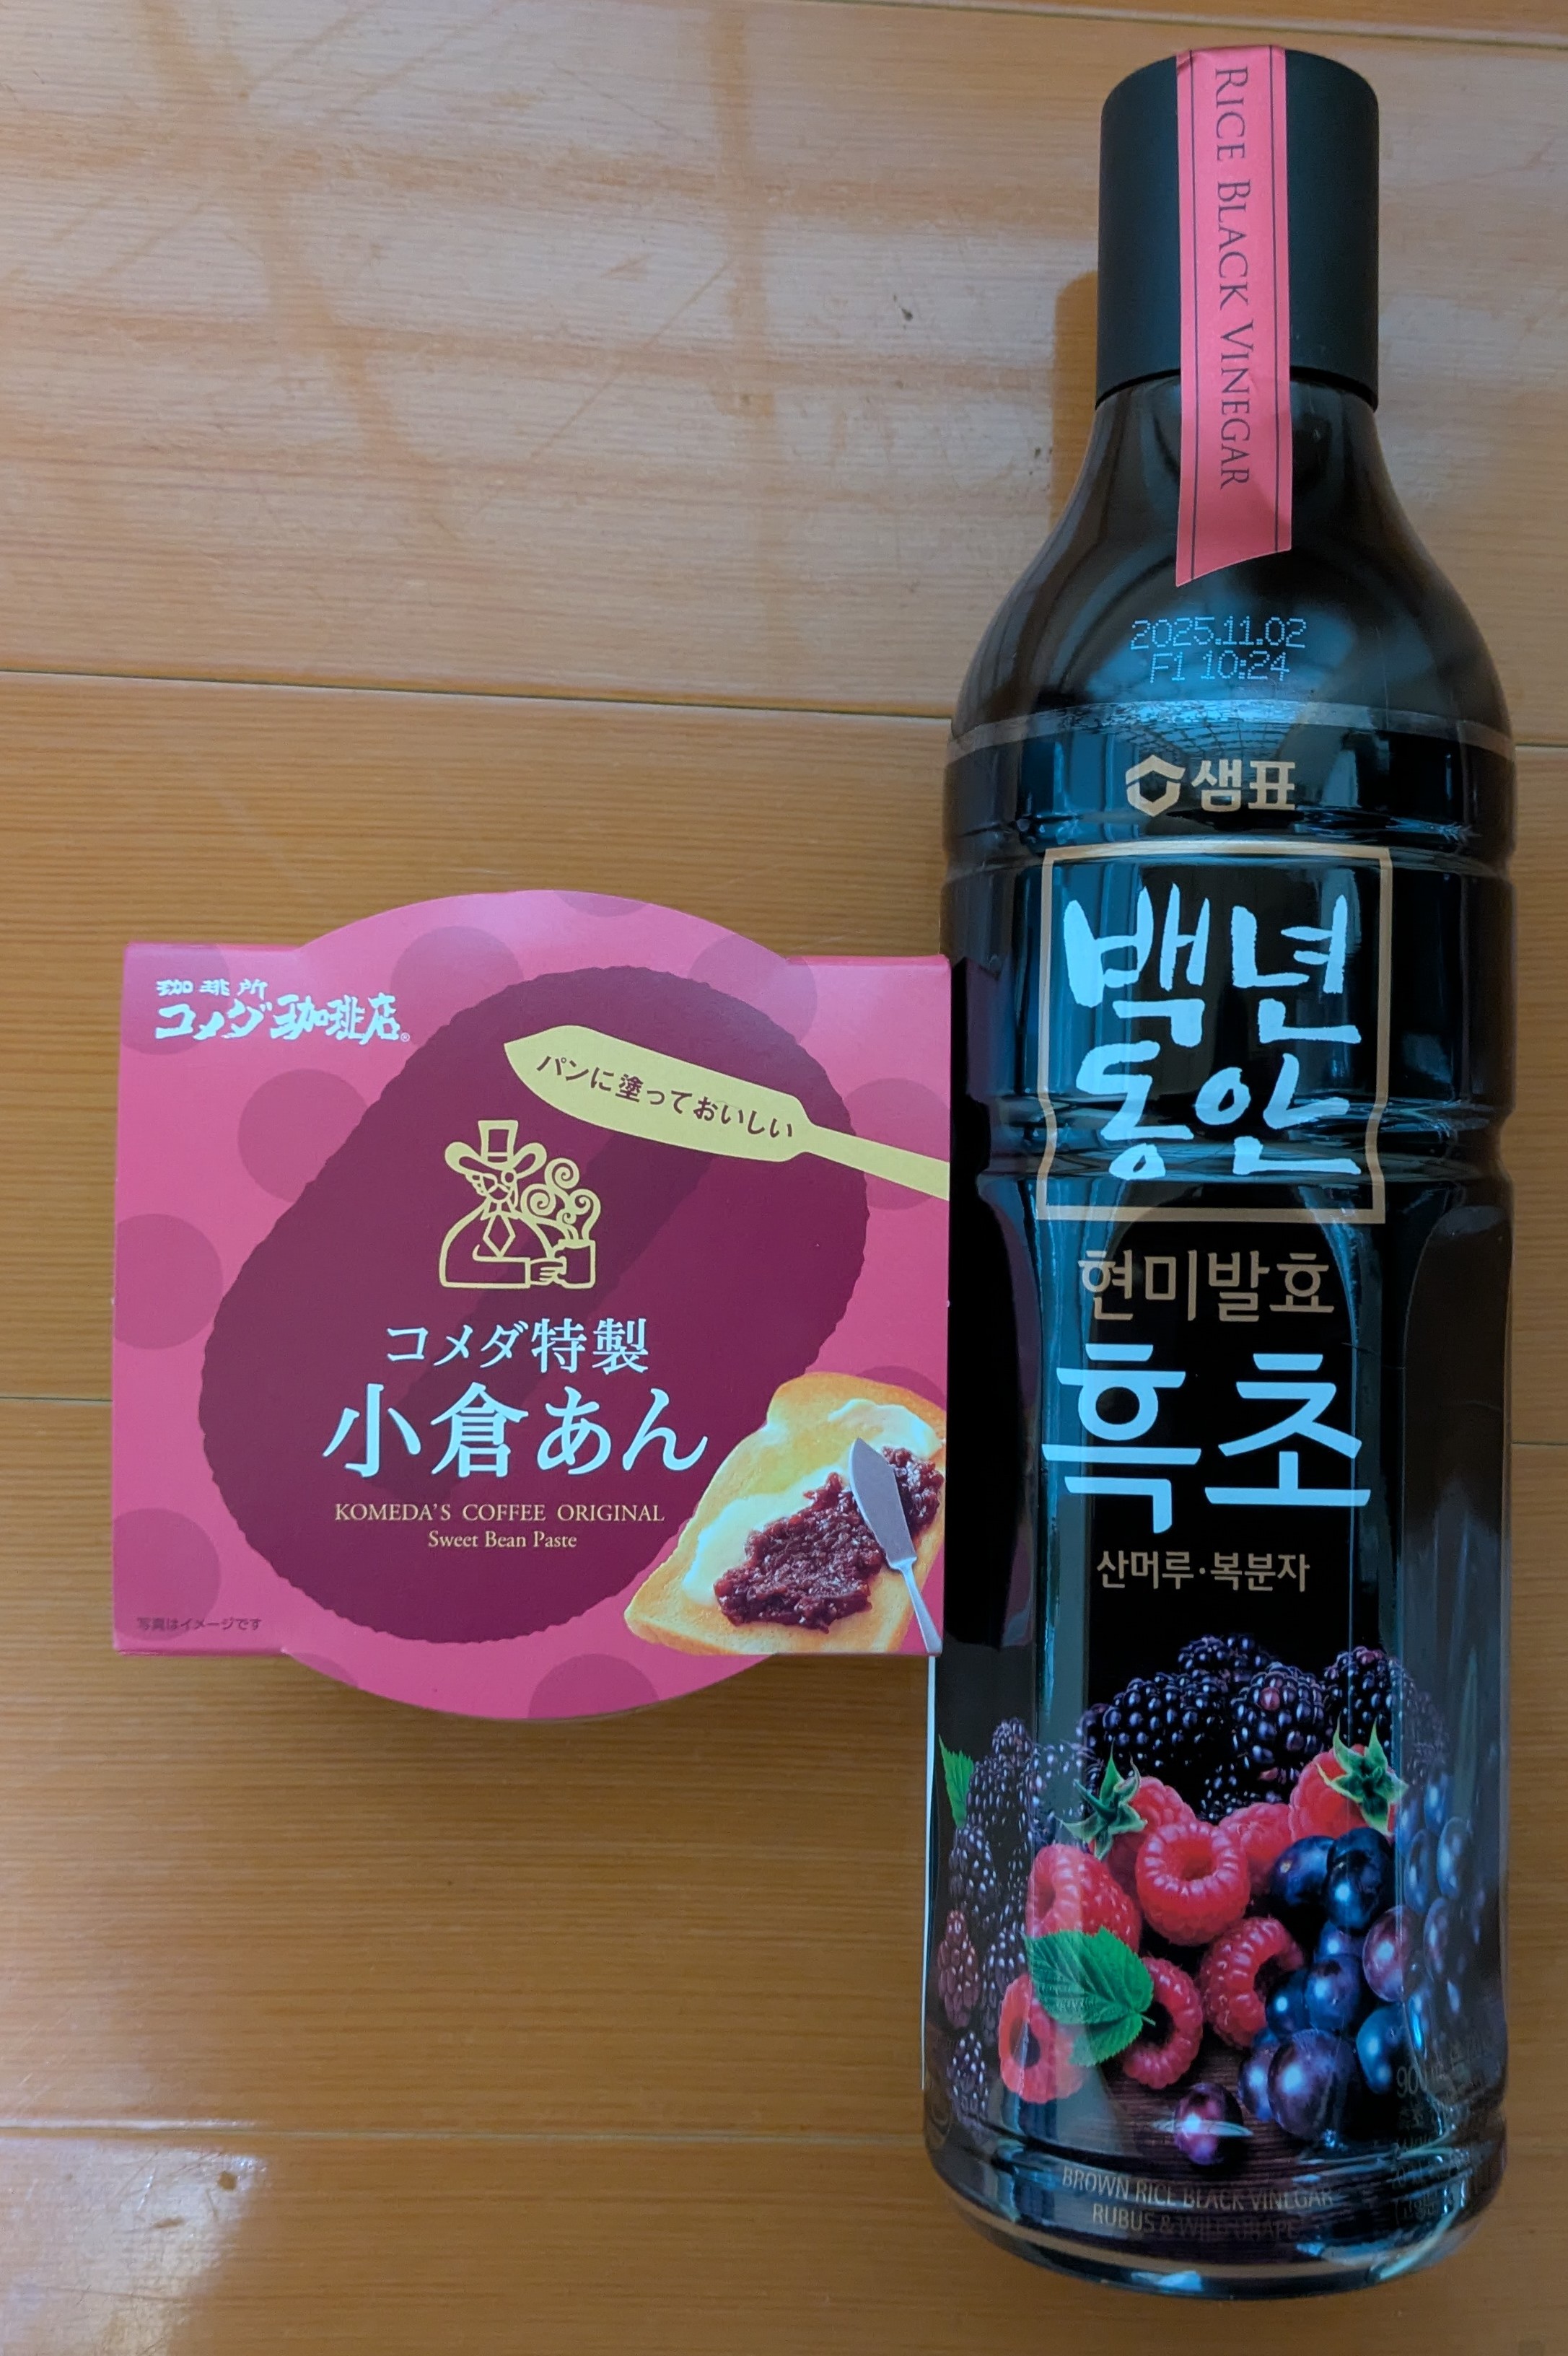 珈琲所
コメダ珈琲店®
パンに塗っておいしい
コメダ特製
小倉あん
KOMEDA'S COFFEE ORIGINAL
Sweet Bean Paste
写真はイメージです
RICE BLACK VINEGAR
2025.11.02
F1 10:24
샘표
백년
동안
현미발효
흑초
산머루·복분자
BROWN RICE BLACK VINEGAR
RUBUS & WILD GRAPE